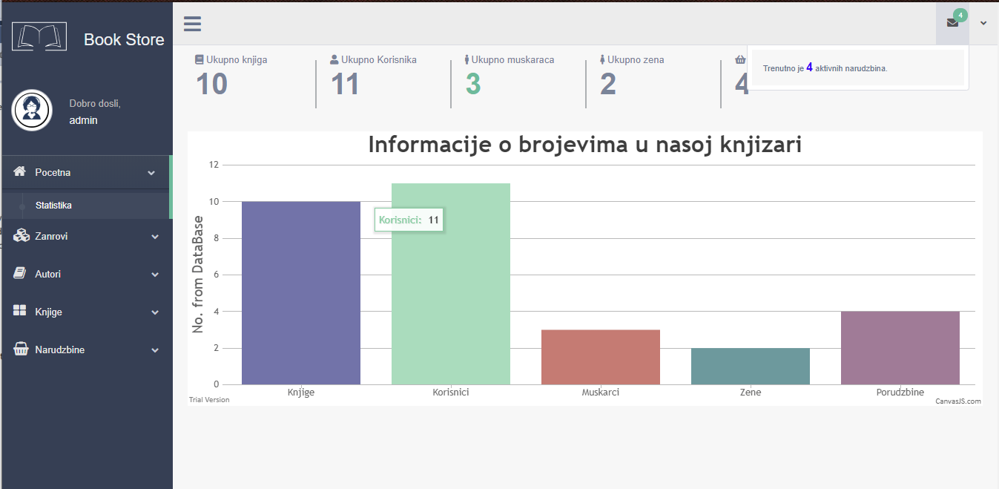 Book Store
4
Dobro dosli,
admin
Pocetna
Statistika
Zanrovi
Autori
Knjige
Narudzbine
Ukupno knjiga
10
Ukupno Korisnika
11
Ukupno muskaraca
3
Ukupno zena
2
4
Trenutno je 4 aktivnih narudzbina.
Informacije o brojevima u nasoj knjizari
No. from DataBase
12
10
8
6
4
2
0
Korisnici: 11
Knjige
Korisnici
Muskarci
Zene
Porudzbine
Trial Version
CanvasJS.com